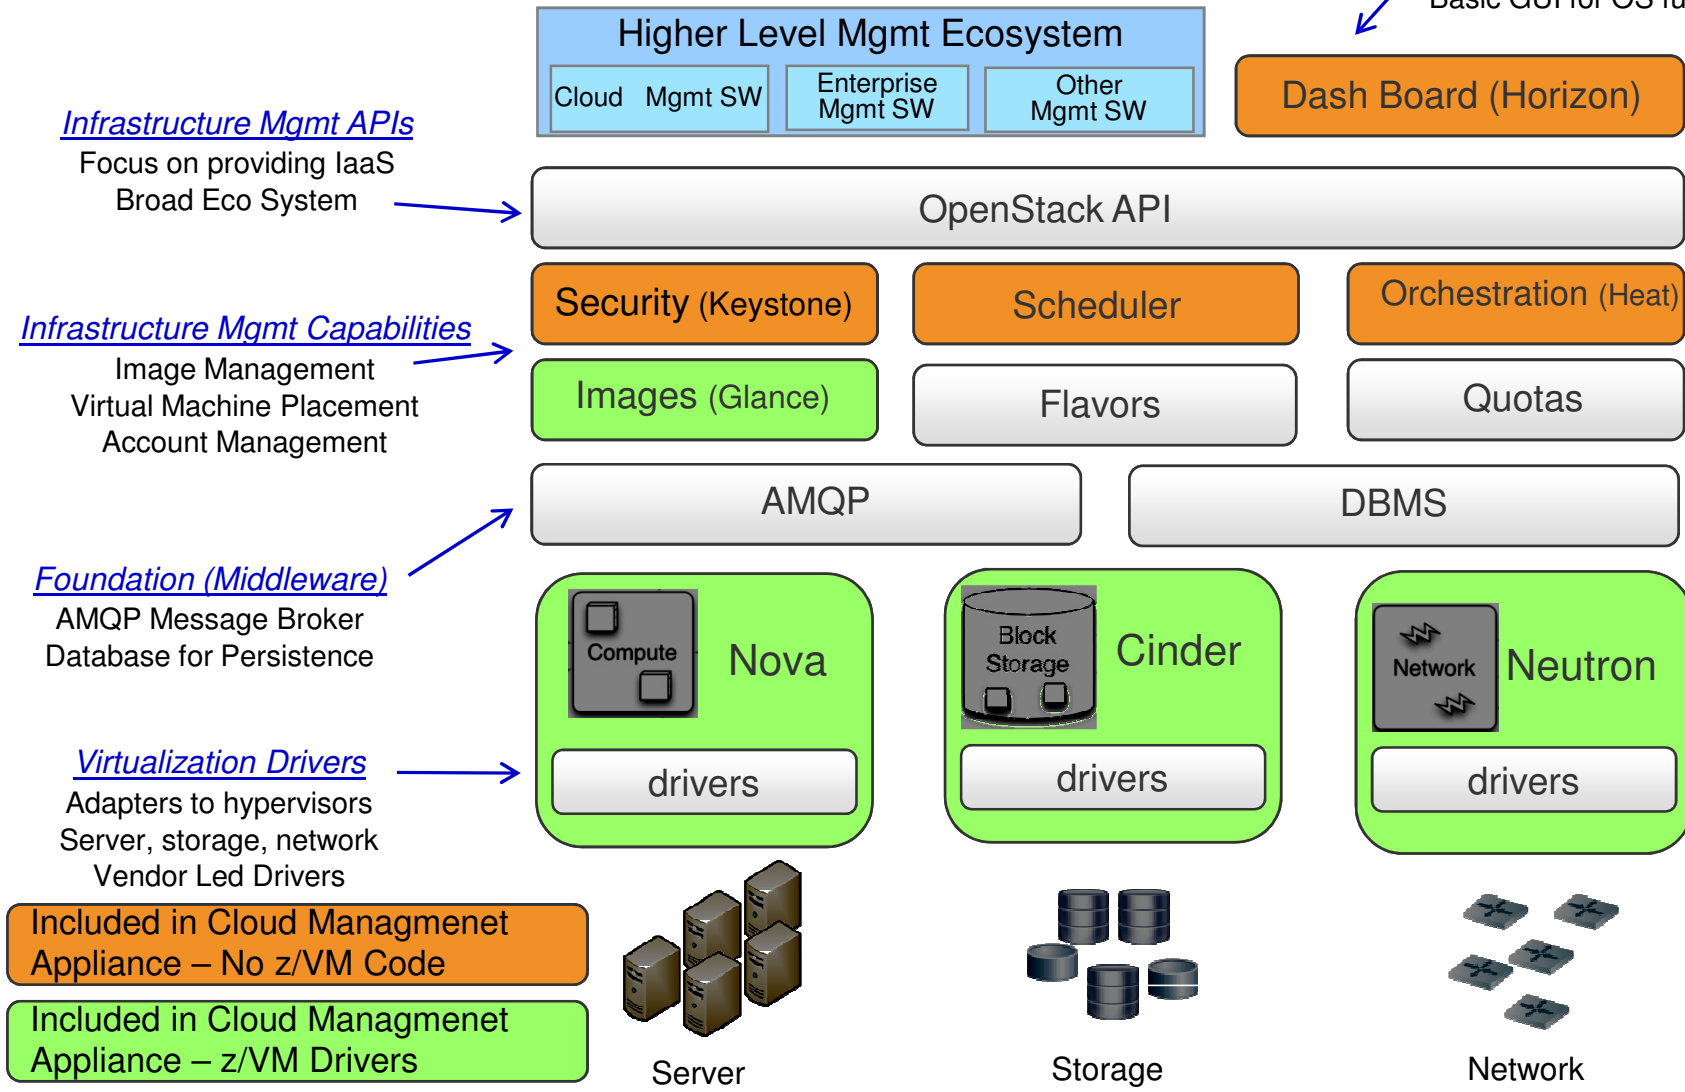 Basic GUI for OS fu
Higher Level Mgmt Ecosystem
Cloud Mgmt SW
Enterprise
Mgmt SW
Other
Mgmt SW
Dash Board (Horizon)
Infrastructure Mgmt APIs
Focus on providing IaaS
Broad Eco System
OpenStack API
Security (Keystone)
Scheduler
Orchestration (Heat)
Infrastructure Mgmt Capabilities
Image Management
Virtual Machine Placement
Account Management
Images (Glance)
Flavors
Quotas
AMQP
DBMS
Foundation (Middleware)
AMQP Message Broker
Database for Persistence
Compute
Nova
Block
Storage
Cinder
Network
Neutron
Virtualization Drivers
Adapters to hypervisors
Server, storage, network
Vendor Led Drivers
drivers
drivers
drivers
Included in Cloud Managmenet
Appliance – No z/VM Code
Included in Cloud Managmenet
Appliance – z/VM Drivers
Server
Storage
Network